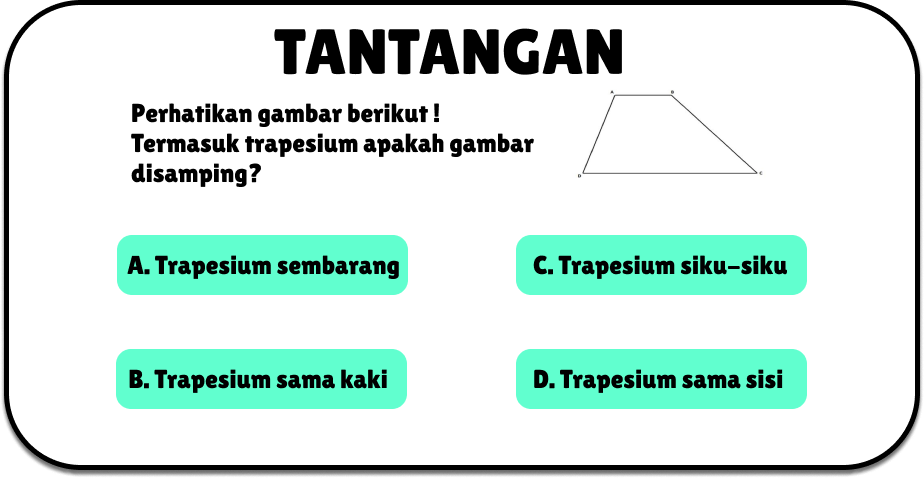 TANTANGAN
Perhatikan gambar berikut !
Termasuk trapesium apakah gambar
disamping?
A
B
D
C
A. Trapesium sembarang
C. Trapesium siku-siku
B. Trapesium sama kaki
D. Trapesium sama sisi